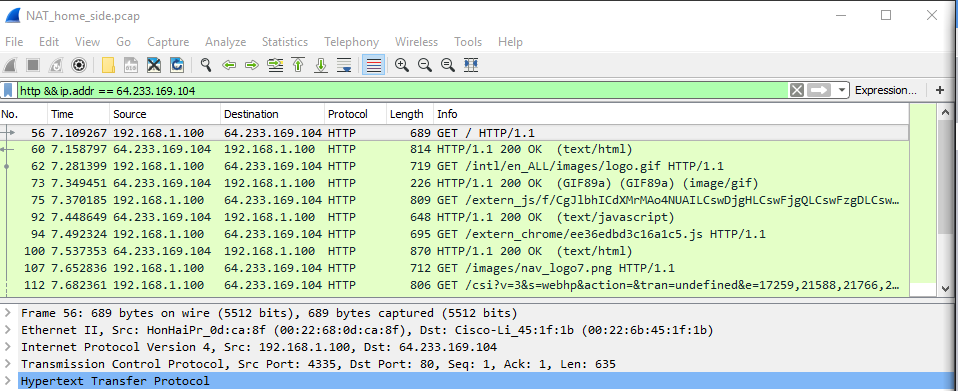 NAT_home_side.pcap
File Edit View Go Capture Analyze Statistics Telephony Wireless Tools Help
http && ip.addr == 64.233.169.104 Expression... +
No. Time Source Destination Protocol Length Info
56 7.109267 192.168.1.100 64.233.169.104 HTTP 689 GET / HTTP/1.1
60 7.158797 64.233.169.104 192.168.1.100 HTTP 814 HTTP/1.1 200 OK (text/html)
62 7.281399 192.168.1.100 64.233.169.104 HTTP 719 GET /intl/en_ALL/images/logo.gif HTTP/1.1
73 7.349451 64.233.169.104 192.168.1.100 HTTP 226 HTTP/1.1 200 OK (GIF89a) (GIF89a) (image/gif)
75 7.370185 192.168.1.100 64.233.169.104 HTTP 809 GET /extern_js/f/CgJlbhICdXMrMAo4NUAILCswDjgHLCswFjgQLCswFzgDLCsw…
92 7.448649 64.233.169.104 192.168.1.100 HTTP 648 HTTP/1.1 200 OK (text/javascript)
94 7.492324 192.168.1.100 64.233.169.104 HTTP 695 GET /extern_chrome/ee36edbd3c16a1c5.js HTTP/1.1
100 7.537353 64.233.169.104 192.168.1.100 HTTP 870 HTTP/1.1 200 OK (text/html)
107 7.652836 192.168.1.100 64.233.169.104 HTTP 712 GET /images/nav_logo7.png HTTP/1.1
112 7.682361 192.168.1.100 64.233.169.104 HTTP 806 GET /csi?v=3&s=webhp&action=&tran=undefined&e=17259,21588,21766,2…
Frame 56: 689 bytes on wire (5512 bits), 689 bytes captured (5512 bits)
Ethernet II, Src: HonHaiPr_0d:ca:8f (00:22:68:0d:ca:8f), Dst: Cisco-Li_45:1f:1b (00:22:6b:45:1f:1b)
Internet Protocol Version 4, Src: 192.168.1.100, Dst: 64.233.169.104
Transmission Control Protocol, Src Port: 4335, Dst Port: 80, Seq: 1, Ack: 1, Len: 635
Hypertext Transfer Protocol